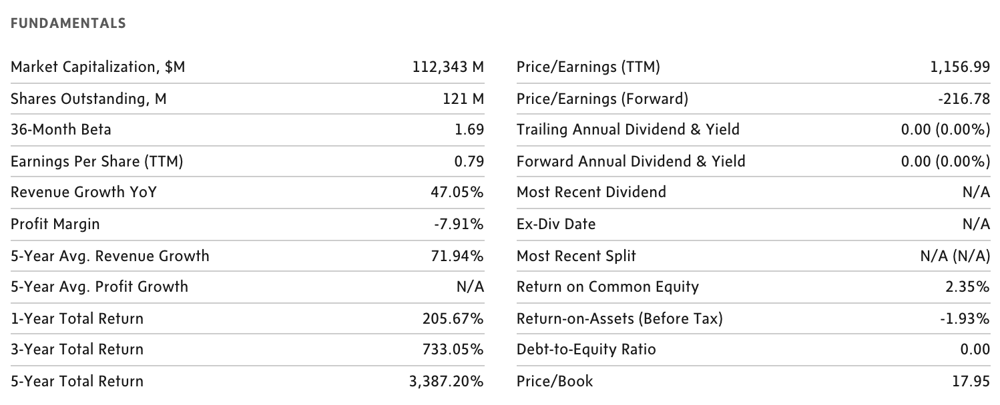 FUNDAMENTALS
Market Capitalization, $M 112,343 M
Shares Outstanding, M 121 M
36-Month Beta 1.69
Earnings Per Share (TTM) 0.79
Revenue Growth YoY 47.05%
Profit Margin -7.91%
5-Year Avg. Revenue Growth 71.94%
5-Year Avg. Profit Growth N/A
1-Year Total Return 205.67%
3-Year Total Return 733.05%
5-Year Total Return 3,387.20%
Price/Earnings (TTM) 1,156.99
Price/Earnings (Forward) -216.78
Trailing Annual Dividend & Yield 0.00 (0.00%)
Forward Annual Dividend & Yield 0.00 (0.00%)
Most Recent Dividend N/A
Ex-Div Date N/A
Most Recent Split N/A (N/A)
Return on Common Equity 2.35%
Return-on-Assets (Before Tax) -1.93%
Debt-to-Equity Ratio 0.00
Price/Book 17.95